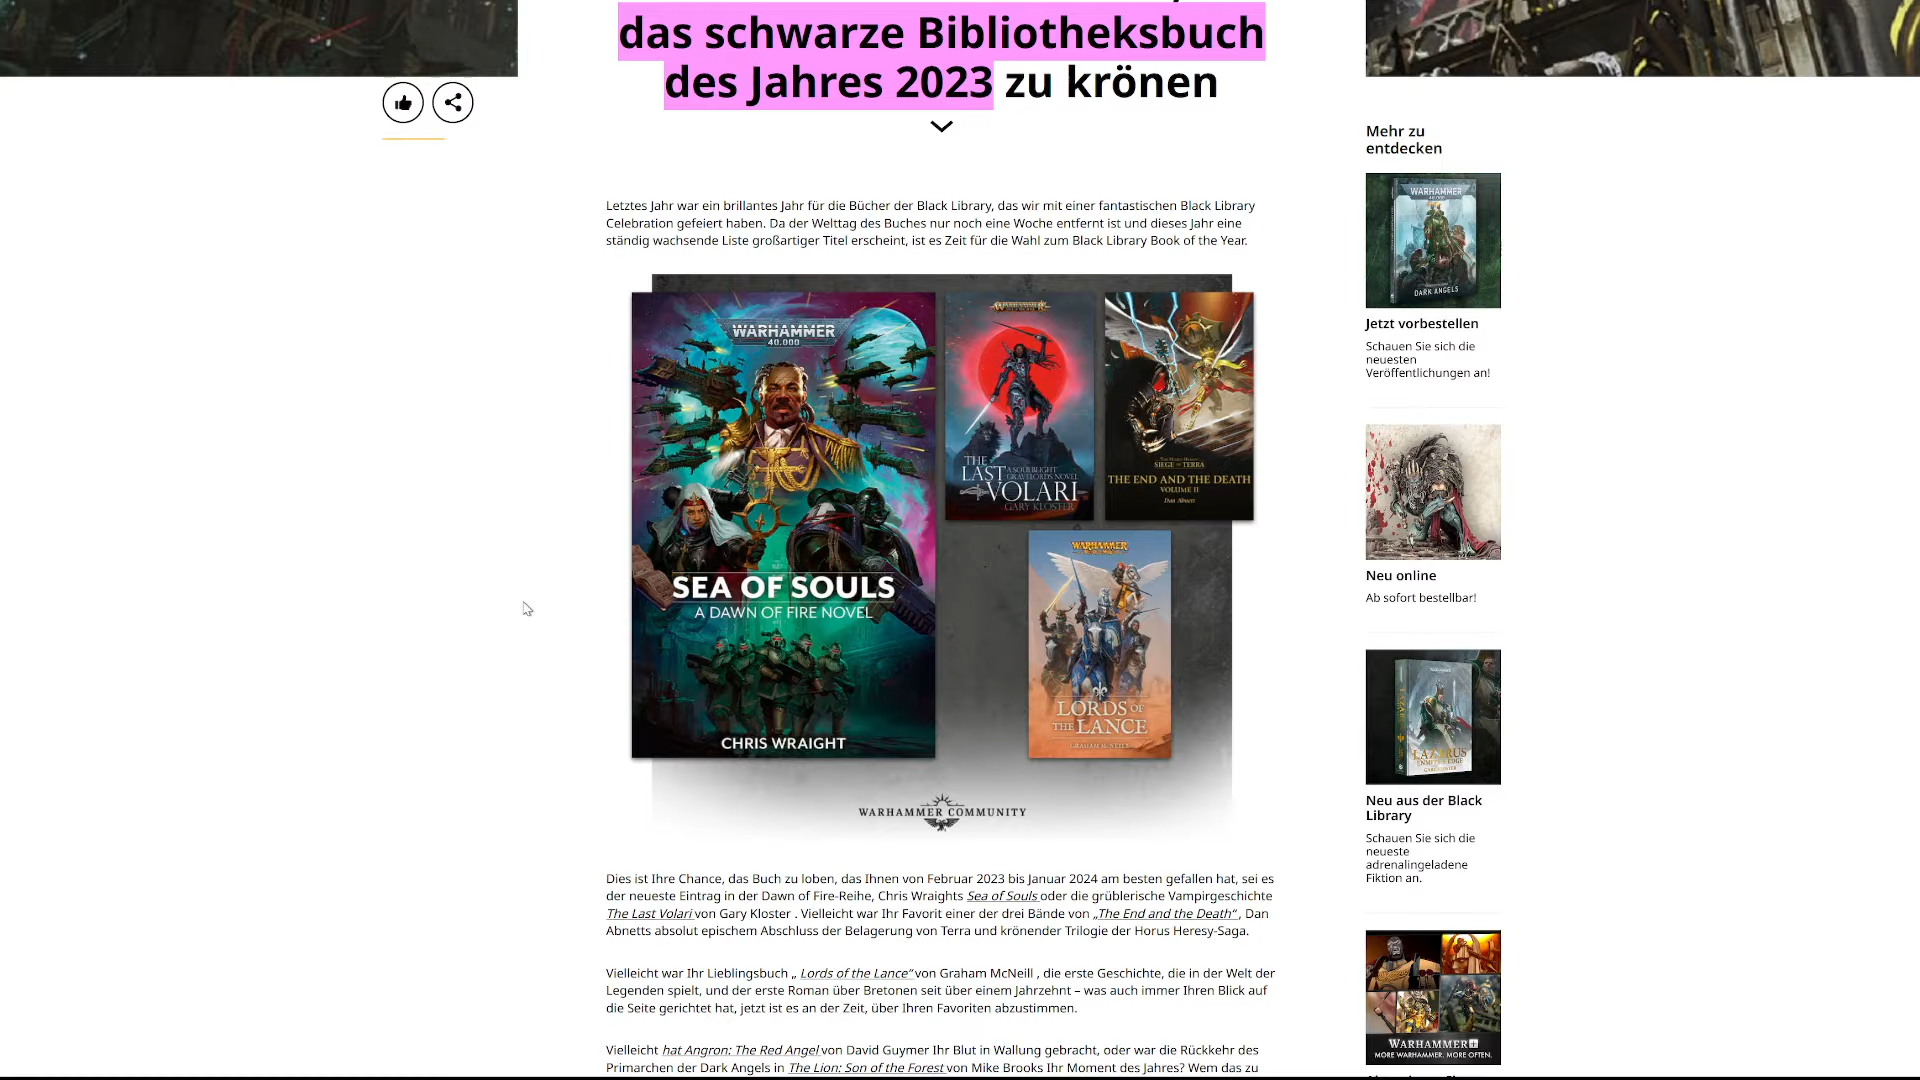 das schwarze Bibliotheksbuch
des Jahres 2023 zu krönen
Letztes Jahr war ein brillantes Jahr für die Bücher der Black Library, das wir mit einer fantastischen Black Library
Celebration gefeiert haben. Da der Welttag des Buches nur noch eine Woche entfernt ist und dieses Jahr eine
ständig wachsende Liste großartiger Titel erscheint, ist es Zeit für die Wahl zum Black Library Book of the Year.
WARHAMMER
40.000
SEA OF SOULS
A DAWN OF FIRE NOVEL
CHRIS WRAIGHT
WARHAMMER
THE
LAST
A SOULBLIGHT
GRAVELORDS NOVEL
VOLARI
GARY KLOSTER
SIEGE OF TERRA
THE END AND THE DEATH
VOLUME II
Dan Abnett
WARHAMMER
LORDS OF
THE LANCE
GRAHAM McNEILL
WARHAMMER COMMUNITY
Dies ist Ihre Chance, das Buch zu loben, das Ihnen von Februar 2023 bis Januar 2024 am besten gefallen hat, sei es
der neueste Eintrag in der Dawn of Fire-Reihe, Chris Wraights Sea of Souls oder die grüblerische Vampirgeschichte
The Last Volari von Gary Kloster . Vielleicht war Ihr Favorit einer der drei Bände von „The End and the Death“ , Dan
Abnetts absolut epischem Abschluss der Belagerung von Terra und krönender Trilogie der Horus Heresy-Saga.
Vielleicht war Ihr Lieblingsbuch „ Lords of the Lance“ von Graham McNeill , die erste Geschichte, die in der Welt der
Legenden spielt, und der erste Roman über Bretonen seit über einem Jahrzehnt – was auch immer Ihren Blick auf
die Seite gerichtet hat, jetzt ist es an der Zeit, über Ihren Favoriten abzustimmen.
Vielleicht hat Angron: The Red Angel von David Guymer Ihr Blut in Wallung gebracht, oder war die Rückkehr des
Primarchen der Dark Angels in The Lion: Son of the Forest von Mike Brooks Ihr Moment des Jahres? Wem das zu
Mehr zu
entdecken
WARHAMMER
40.000
DARK ANGELS
Jetzt vorbestellen
Schauen Sie sich die
neuesten
Veröffentlichungen an!
Neu online
Ab sofort bestellbar!
LAZARUS
ENMITY'S EDGE
GARY KLOSTER
Neu aus der Black
Library
Schauen Sie sich die
neueste
adrenalingeladene
Fiktion an.
WARHAMMER+
MORE WARHAMMER. MORE OFTEN.